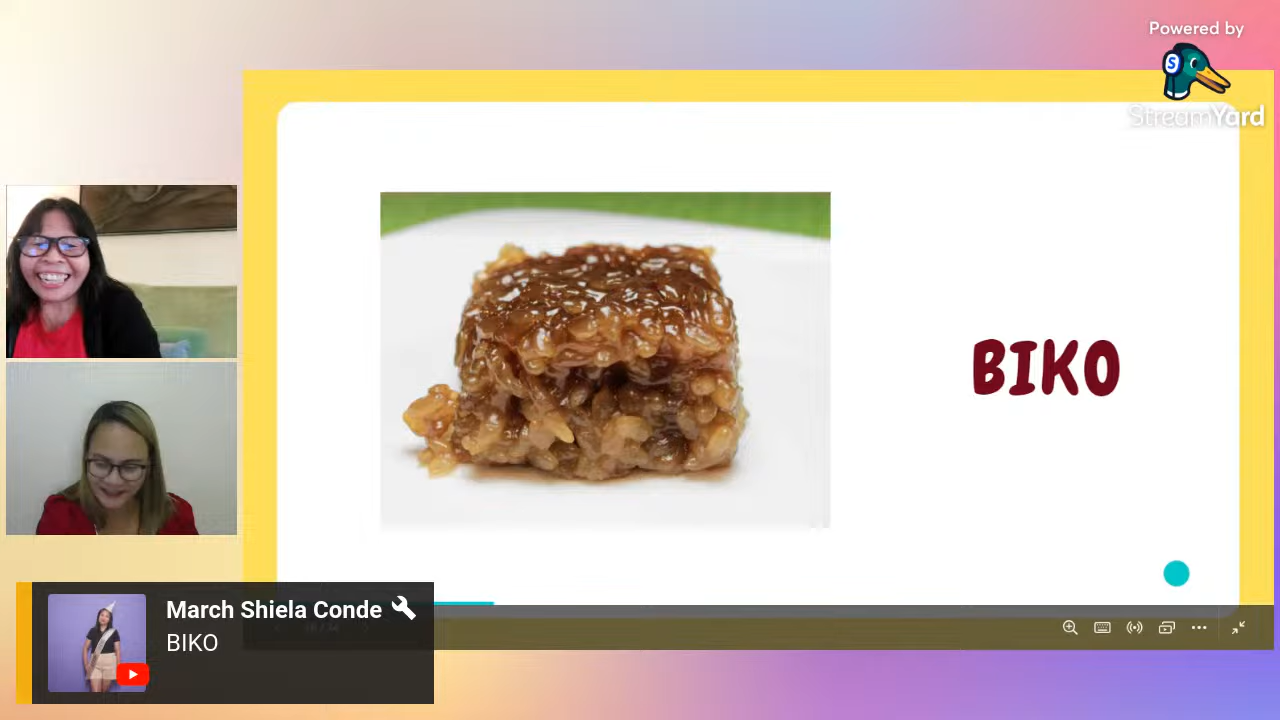 Powered by
StreamYard
BIKO
March Shiela Conde
BIKO